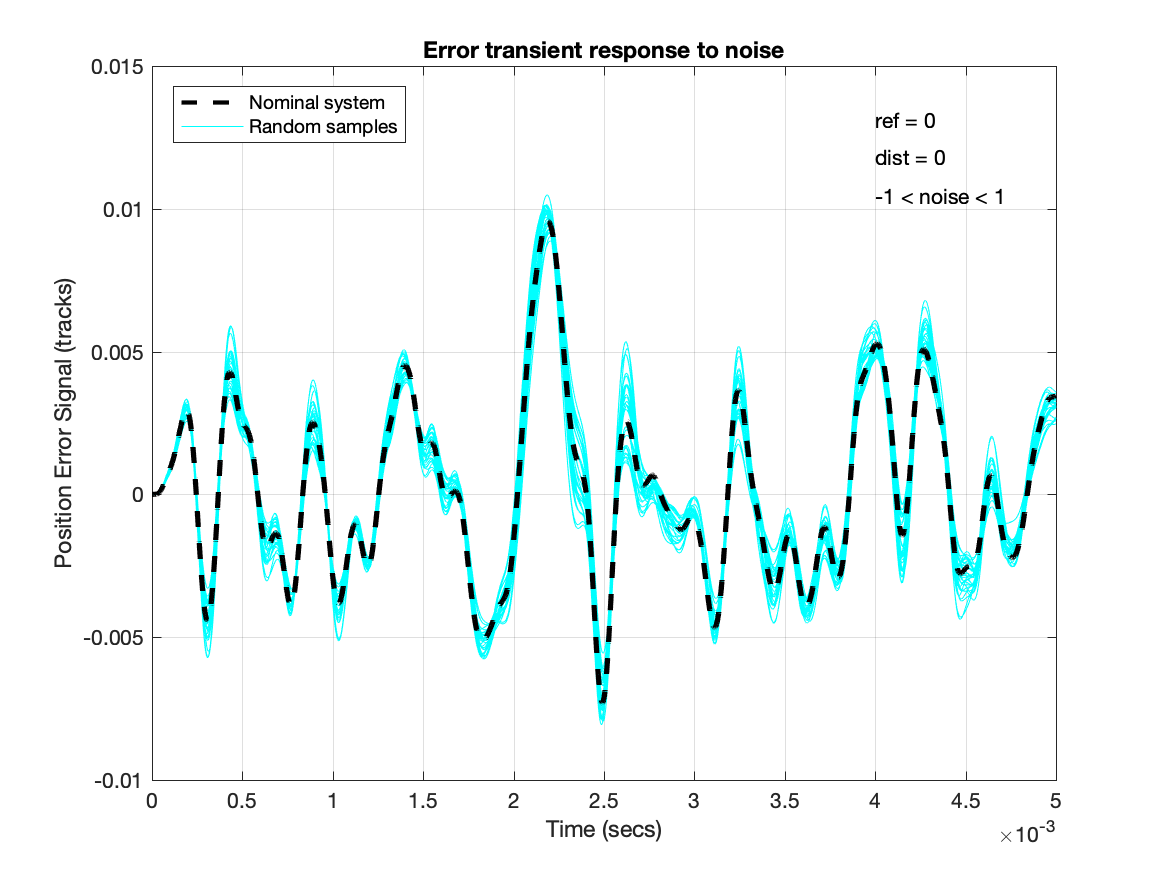 Error transient response to noise
0.015
Nominal system
Random samples
ref = 0
dist = 0
-1 < noise < 1
0.01
0.005
0
-0.005
-0.01
Position Error Signal (tracks)
0 0.5 1 1.5 2 2.5 3 3.5 4 4.5 5
Time (secs)
×10-3